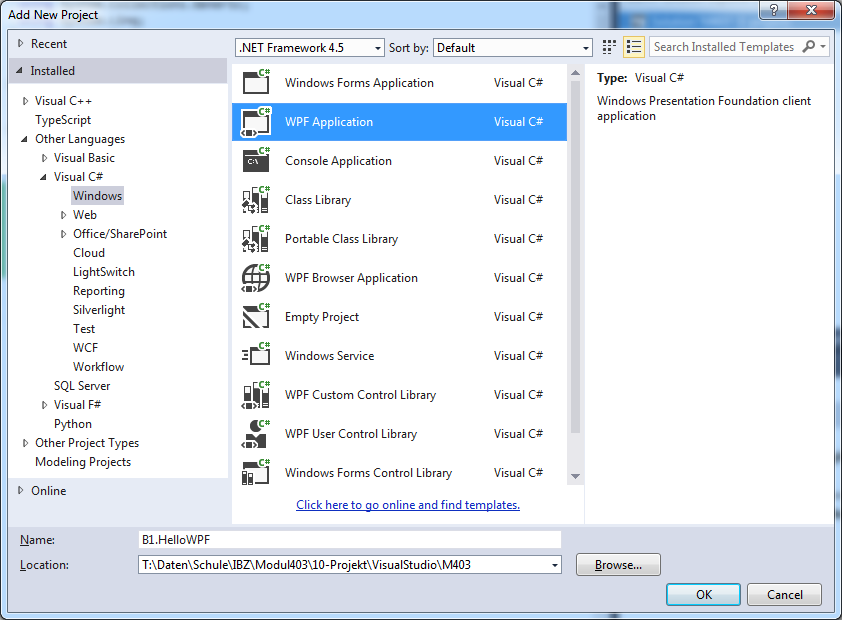 Add New Project
Recent
Installed
Visual C++
TypeScript
Other Languages
Visual Basic
Visual C#
Windows
Web
Office/SharePoint
Cloud
LightSwitch
Reporting
Silverlight
Test
WCF
Workflow
SQL Server
Visual F#
Python
Other Project Types
Modeling Projects
Online
.NET Framework 4.5 Sort by: Default Search Installed Templates
Windows Forms Application Visual C#
WPF Application Visual C#
Console Application Visual C#
Class Library Visual C#
Portable Class Library Visual C#
WPF Browser Application Visual C#
Empty Project Visual C#
Windows Service Visual C#
WPF Custom Control Library Visual C#
WPF User Control Library Visual C#
Windows Forms Control Library Visual C#
Click here to go online and find templates.
Type: Visual C#
Windows Presentation Foundation client
application
Name: B1.HelloWPF
Location: T:\Daten\Schule\IBZ\Modul403\10-Projekt\VisualStudio\M403 Browse...
OK Cancel